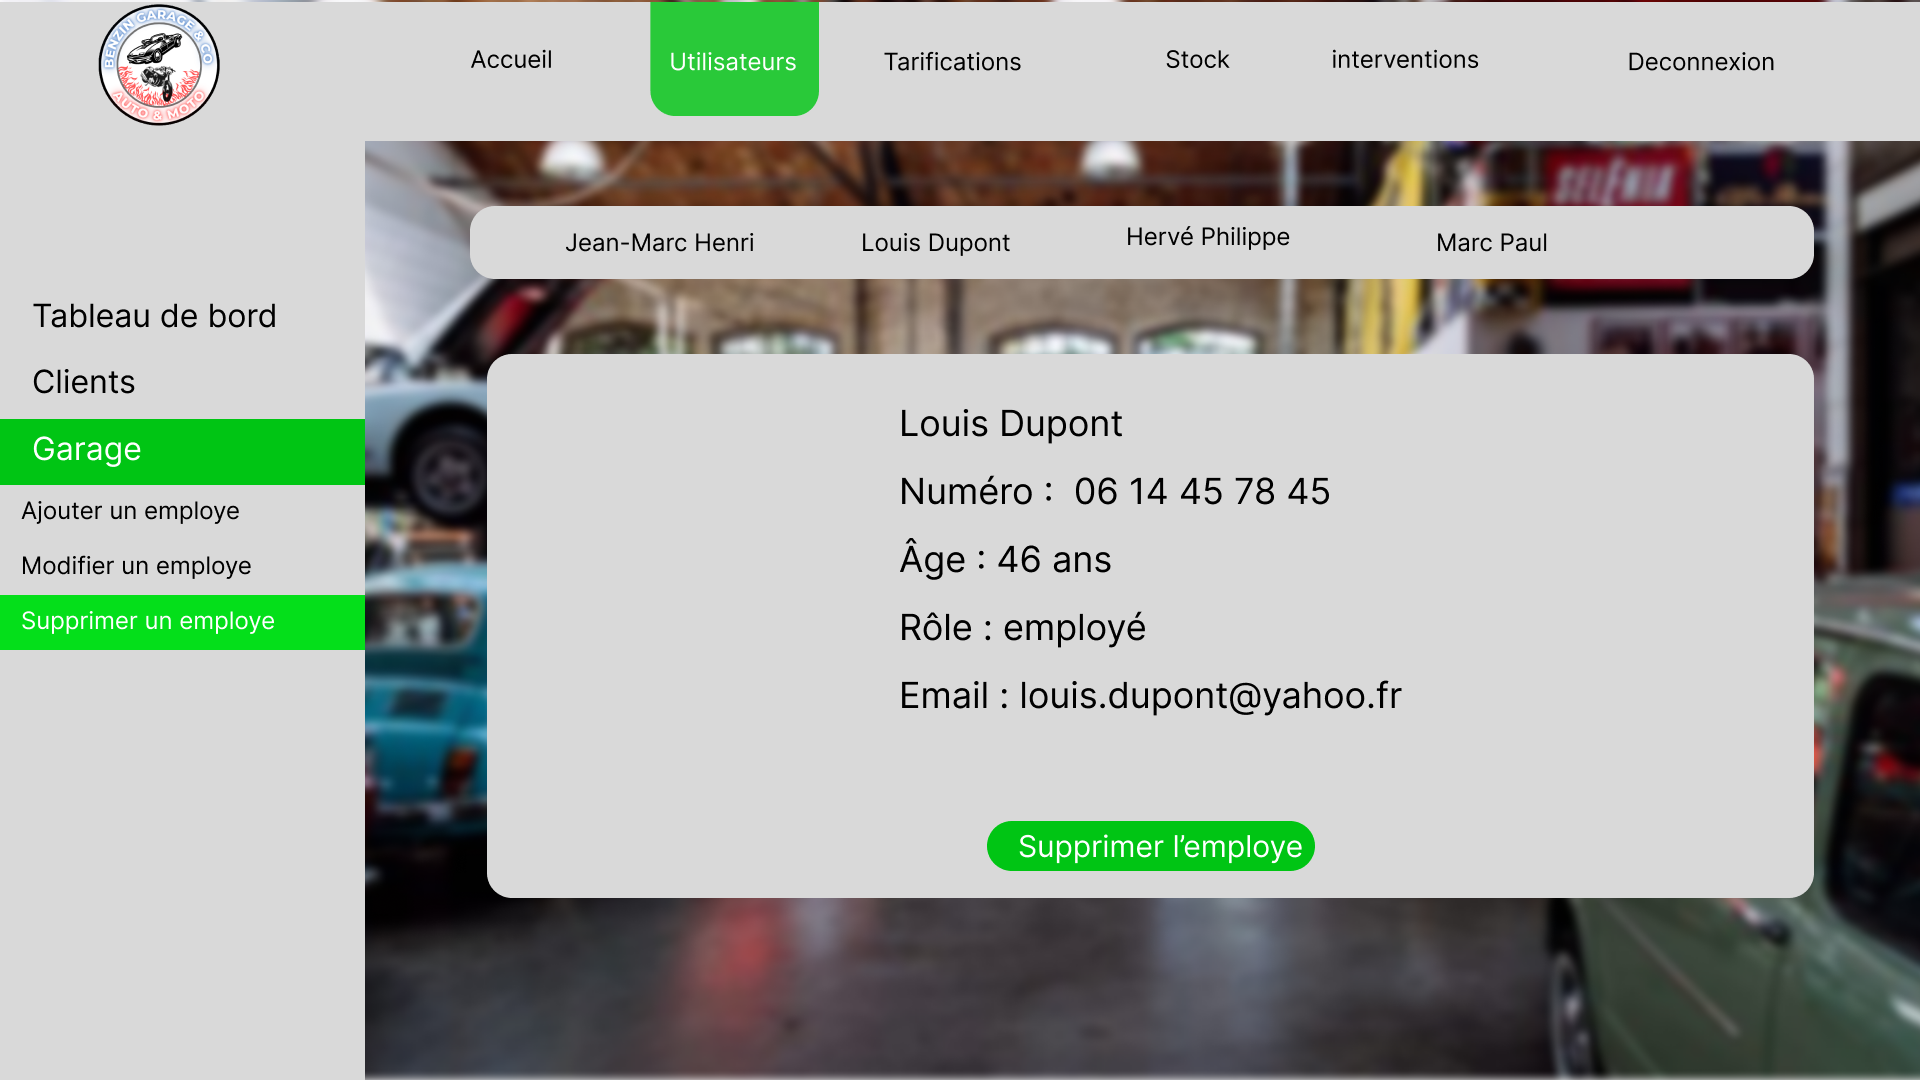 BENZIN GARAGE & CO
AUTO & MOTO
Accueil
Utilisateurs
Tarifications
Stock
interventions
Deconnexion
SELÈNIA
Jean-Marc Henri
Louis Dupont
Hervé Philippe
Marc Paul
Tableau de bord
Clients
Garage
Ajouter un employe
Modifier un employe
Supprimer un employe
Louis Dupont
Numéro :  06 14 45 78 45
Âge : 46 ans
Rôle : employé
Email : louis.dupont@yahoo.fr
Supprimer l’employe